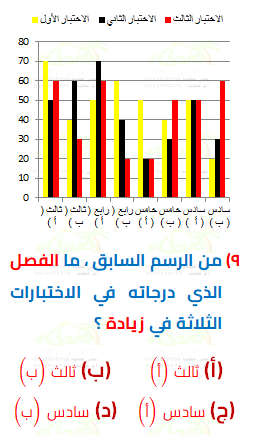 الاختبار الثالث الاختبار الثاني الاختبار الأول
80
70
60
50
40
30
20
10
0
ثالث ( أ ) ثالث ( ب ) رابع ( أ ) رابع ( ب ) خامس ( أ ) خامس ( ب ) سادس ( أ ) سادس ( ب )
٩) من الرسم السابق ، ما الفصل
الذي درجاته في الاختبارات
الثلاثة في زيادة ؟
(أ) ثالث (أ) (ب) ثالث (ب)
(ج) سادس (أ) (د) سادس (ب)